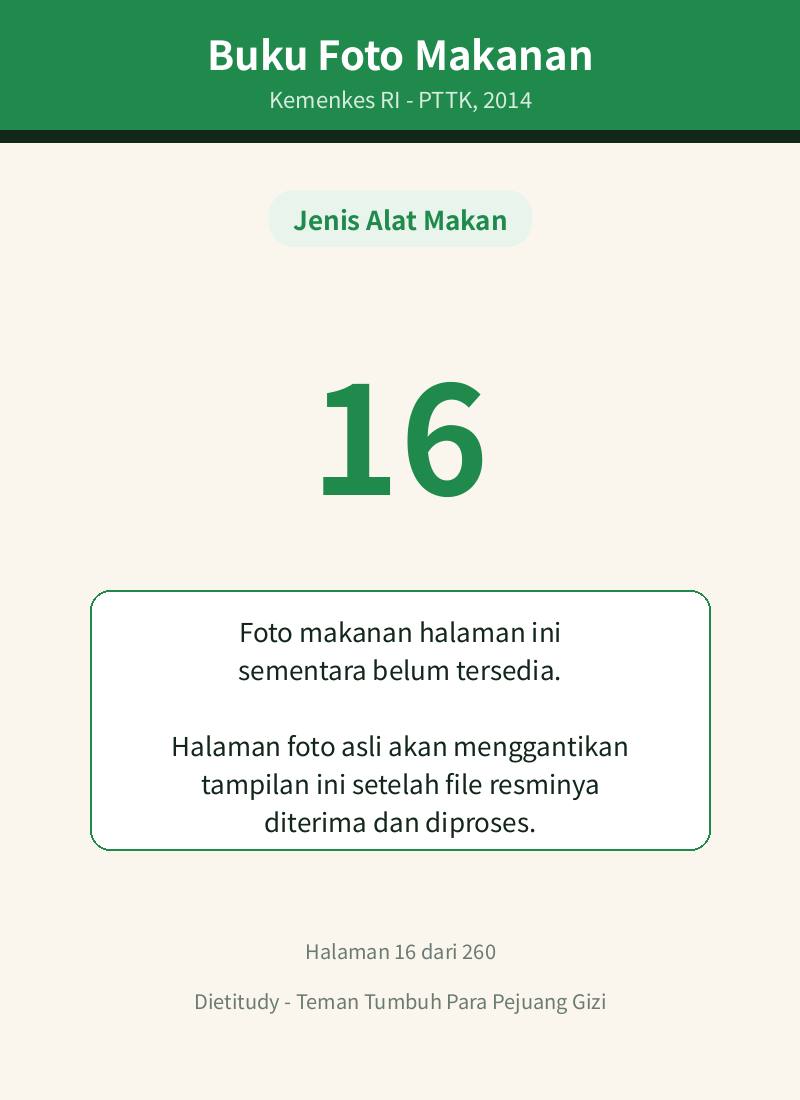 Buku Foto Makanan
Kemenkes RI - PTTK, 2014
Jenis Alat Makan
16
Foto makanan halaman ini
sementara belum tersedia.
Halaman foto asli akan menggantikan
tampilan ini setelah file resminya
diterima dan diproses.
Halaman 16 dari 260
Dietitudy - Teman Tumbuh Para Pejuang Gizi